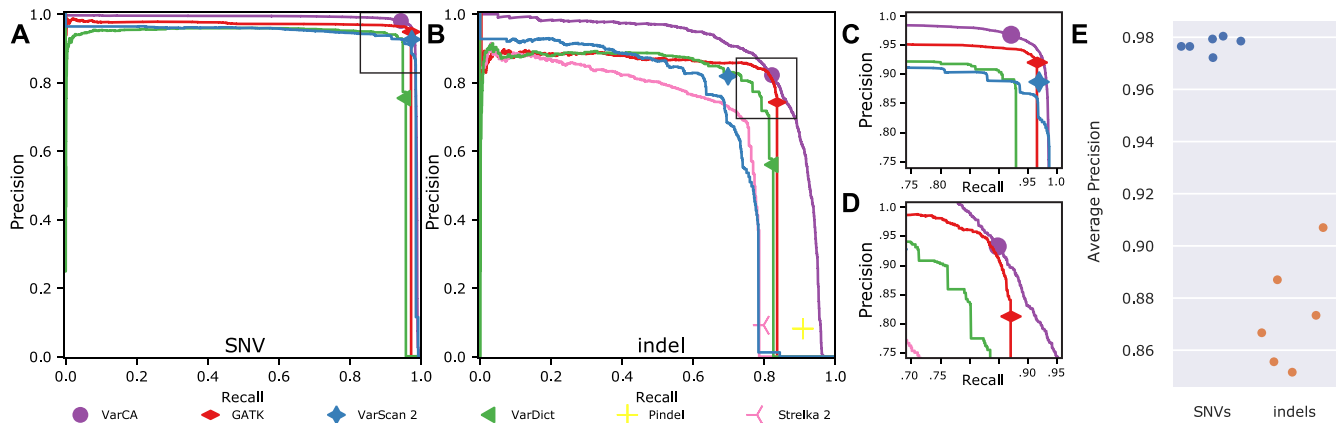 A
Precision
1.0
0.8
0.6
0.4
0.2
0.0
SNV
0.0 0.2 0.4 0.6 0.8 1.0
Recall
B
Precision
1.0
0.8
0.6
0.4
0.2
0.0
indel
0.0 0.2 0.4 0.6 0.8 1.0
Recall
C
Precision
1.0
.95
.90
.85
.80
.75
.74 .80 .95 1.0
Recall
D
Precision
1.0
.95
.90
.85
.80
.75
.70 .75 .90 .95
Recall
E
Average Precision
0.98
0.96
0.94
0.92
0.90
0.88
0.86
SNVs indels
VarCA GATK VarScan 2 VarDict Pindel Strelka 2